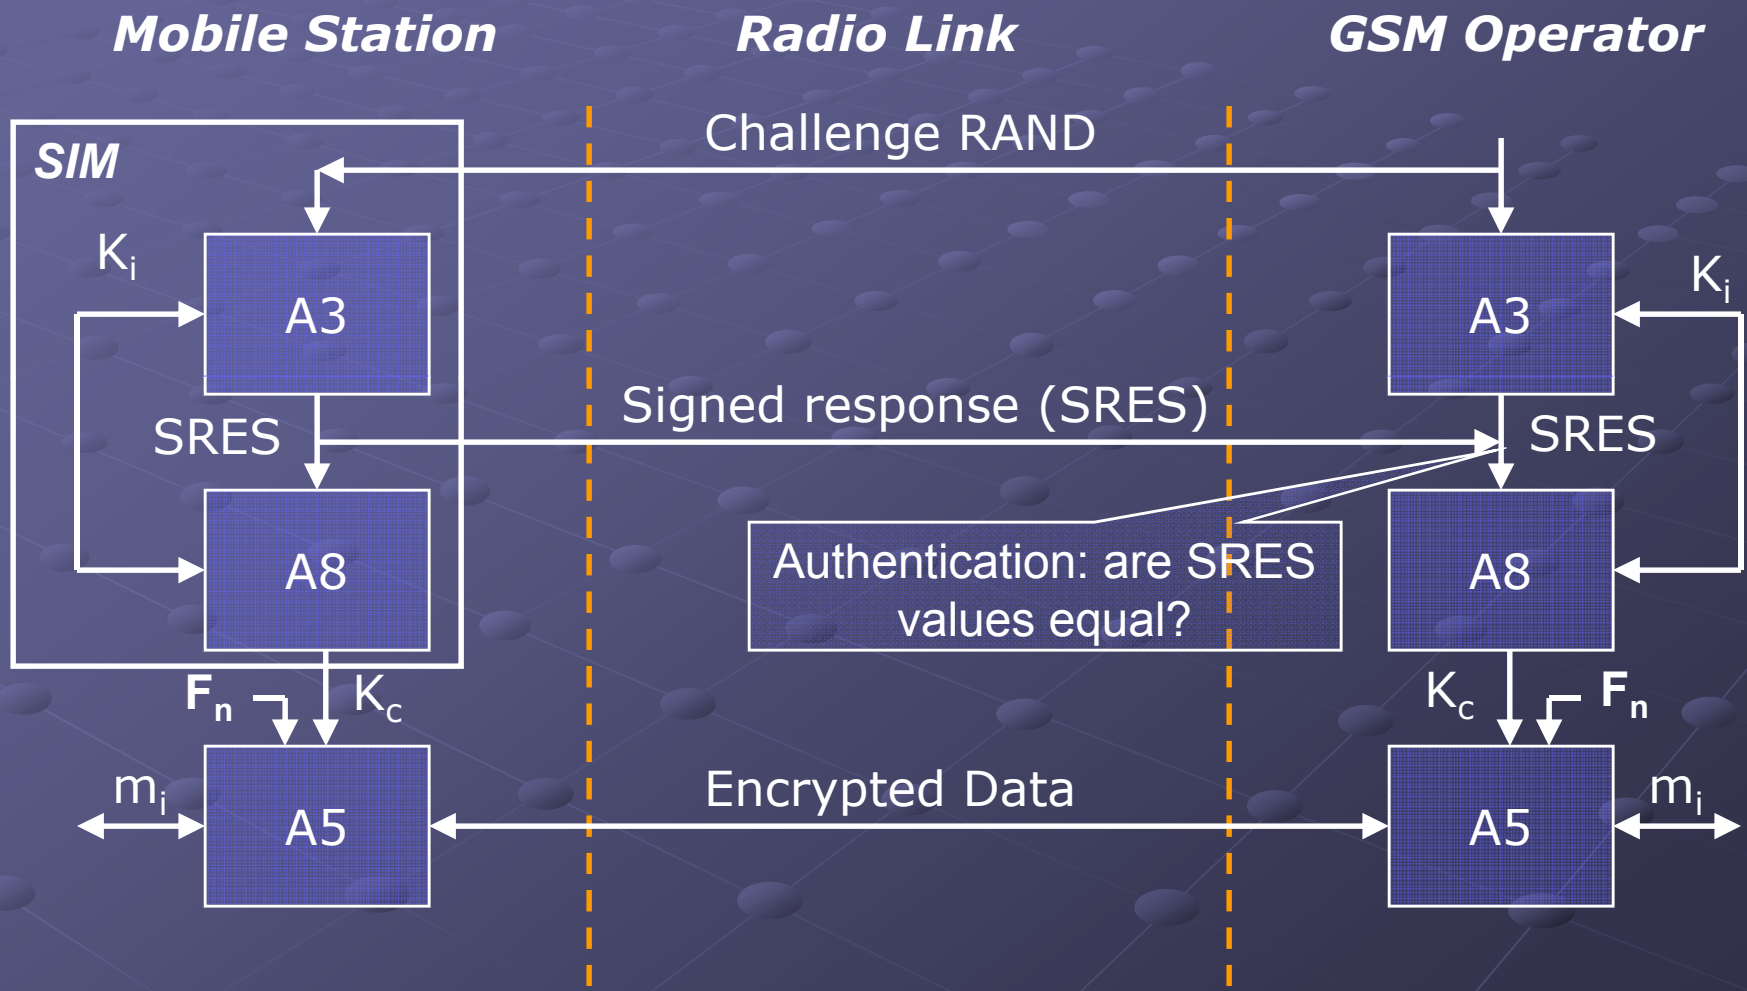 Mobile Station
Radio Link
GSM Operator
Challenge RAND
SIM
Ki
A3
A3
Ki
Signed response (SRES)
SRES
SRES
Authentication: are SRES
values equal?
A8
A8
Fn
Kc
Kc
Fn
mi
Encrypted Data
mi
A5
A5